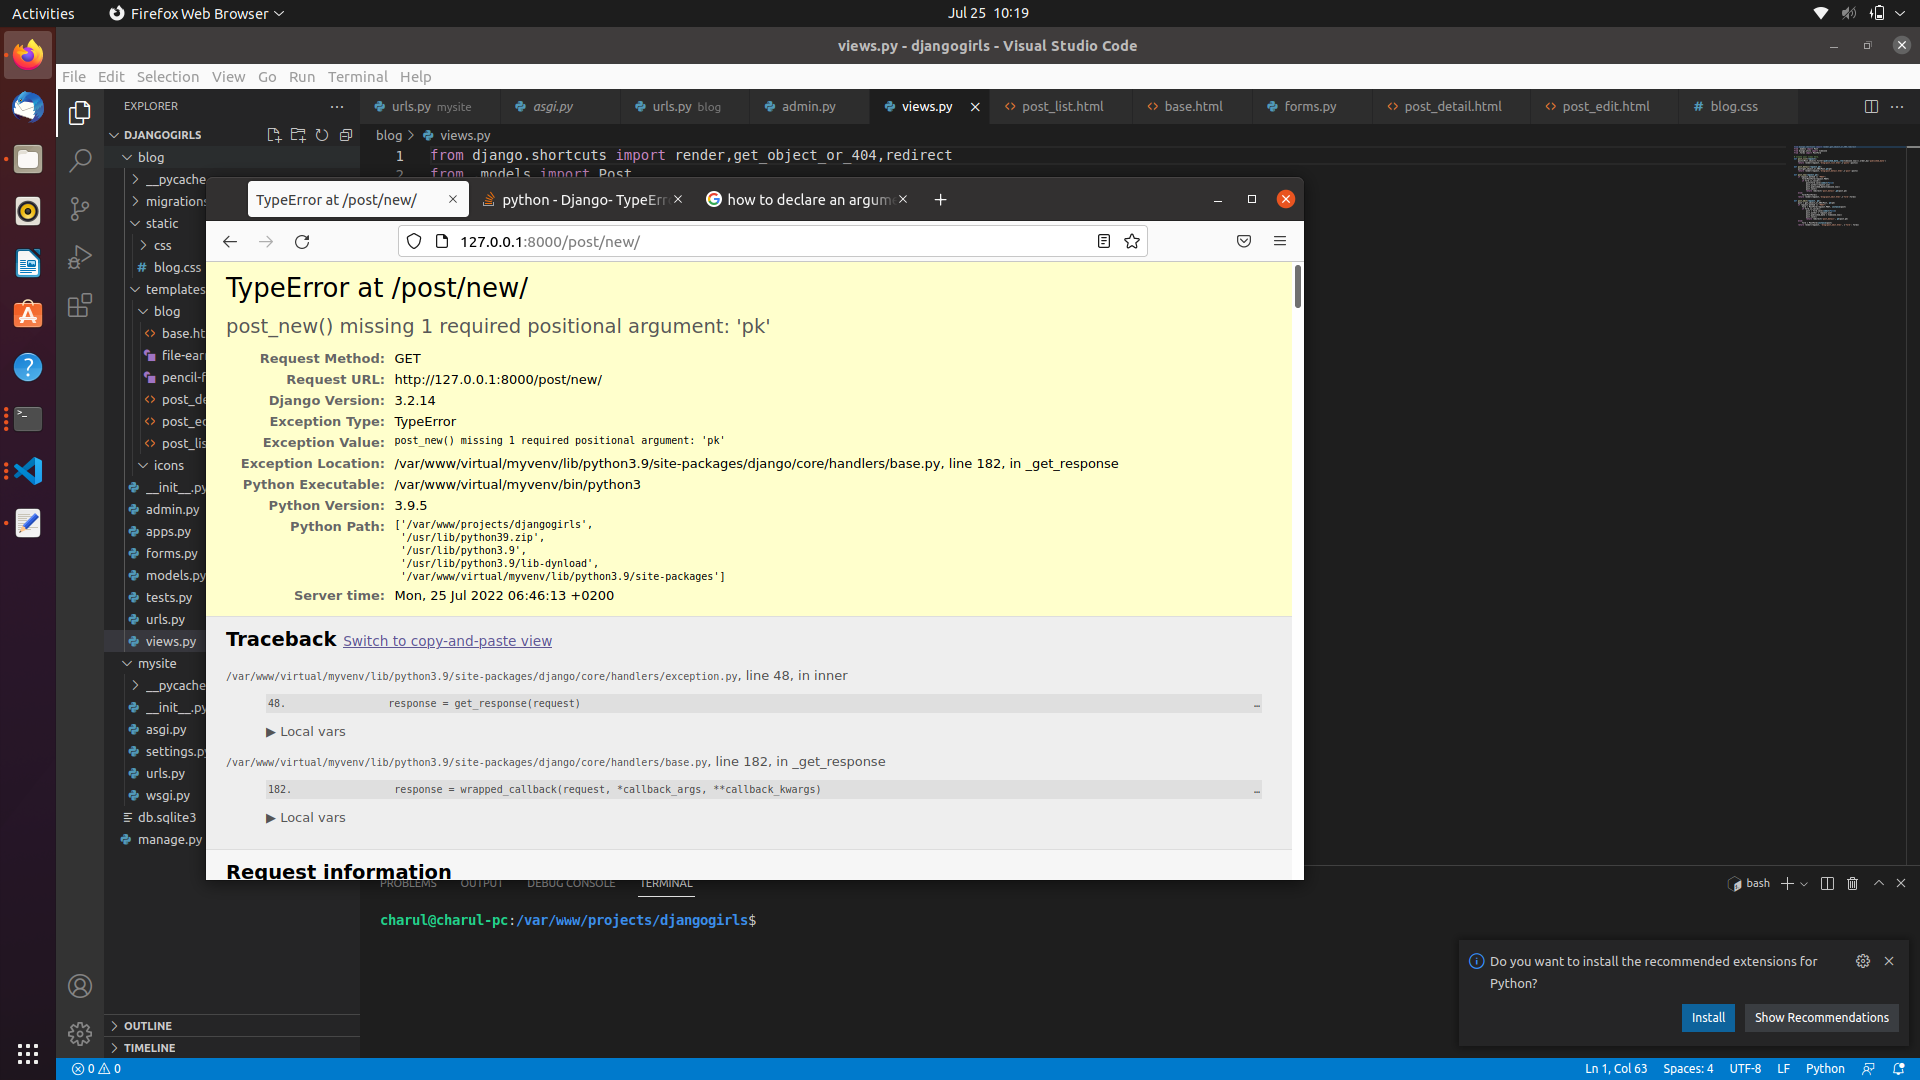 Activities
Firefox Web Browser
Jul 25 10:19
views.py - djangogirls - Visual Studio Code
File Edit Selection View Go Run Terminal Help
EXPLORER
urls.py mysite
asgi.py
urls.py blog
admin.py
views.py
post_list.html
base.html
forms.py
post_detail.html
post_edit.html
# blog.css
DJANGOGIRLS
blog > views.py
1 from django.shortcuts import render,get_object_or_404,redirect
2 from .models import Post
blog
__pycache
migrations
static
css
# blog.css
templates
blog
base.ht
file-ear
pencil-f
post_de
post_ed
post_lis
icons
__init__.py
admin.py
apps.py
forms.py
models.py
tests.py
urls.py
views.py
mysite
__pycache
__init__.py
asgi.py
settings.py
urls.py
wsgi.py
db.sqlite3
manage.py
OUTLINE
TIMELINE
TypeError at /post/new/
python - Django- TypeErr
how to declare an argum
127.0.0.1:8000/post/new/
TypeError at /post/new/
post_new() missing 1 required positional argument: 'pk'
Request Method: GET
Request URL: http://127.0.0.1:8000/post/new/
Django Version: 3.2.14
Exception Type: TypeError
Exception Value: post_new() missing 1 required positional argument: 'pk'
Exception Location: /var/www/virtual/myvenv/lib/python3.9/site-packages/django/core/handlers/base.py, line 182, in _get_response
Python Executable: /var/www/virtual/myvenv/bin/python3
Python Version: 3.9.5
Python Path: ['/var/www/projects/djangogirls',
'/usr/lib/python39.zip',
'/usr/lib/python3.9',
'/usr/lib/python3.9/lib-dynload',
'/var/www/virtual/myvenv/lib/python3.9/site-packages']
Server time: Mon, 25 Jul 2022 06:46:13 +0200
Traceback Switch to copy-and-paste view
/var/www/virtual/myvenv/lib/python3.9/site-packages/django/core/handlers/exception.py, line 48, in inner
48. response = get_response(request) …
▶ Local vars
/var/www/virtual/myvenv/lib/python3.9/site-packages/django/core/handlers/base.py, line 182, in _get_response
182. response = wrapped_callback(request, *callback_args, **callback_kwargs) …
▶ Local vars
Request information
PROBLEMS OUTPUT DEBUG CONSOLE TERMINAL
bash
charul@charul-pc:/var/www/projects/djangogirls$
Do you want to install the recommended extensions for
Python?
Install
Show Recommendations
0 0
Ln 1, Col 63 Spaces: 4 UTF-8 LF Python